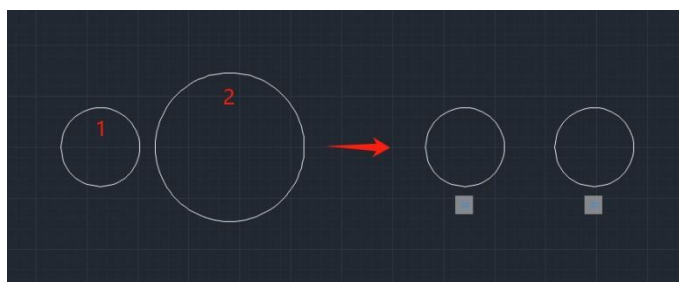 1
2
=
=